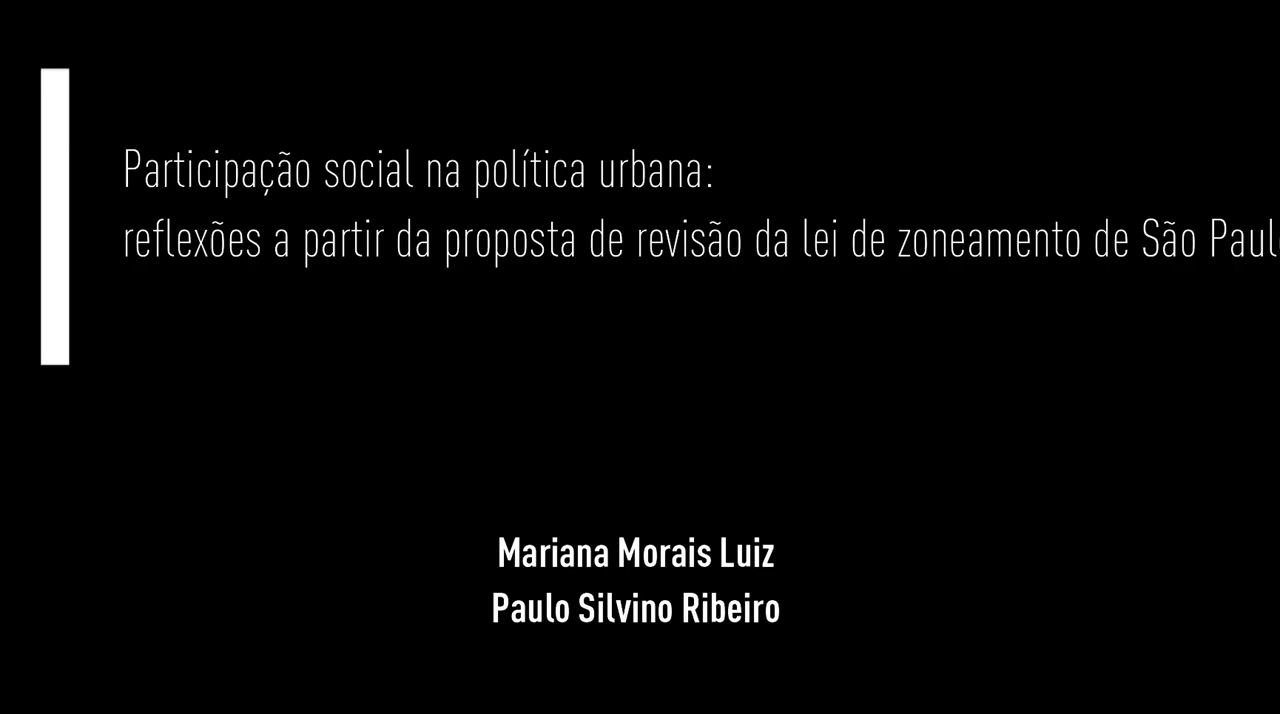 Participação social na política urbana:
reflexões a partir da proposta de revisão da lei de zoneamento de São Paul
Mariana Morais Luiz
Paulo Silvino Ribeiro